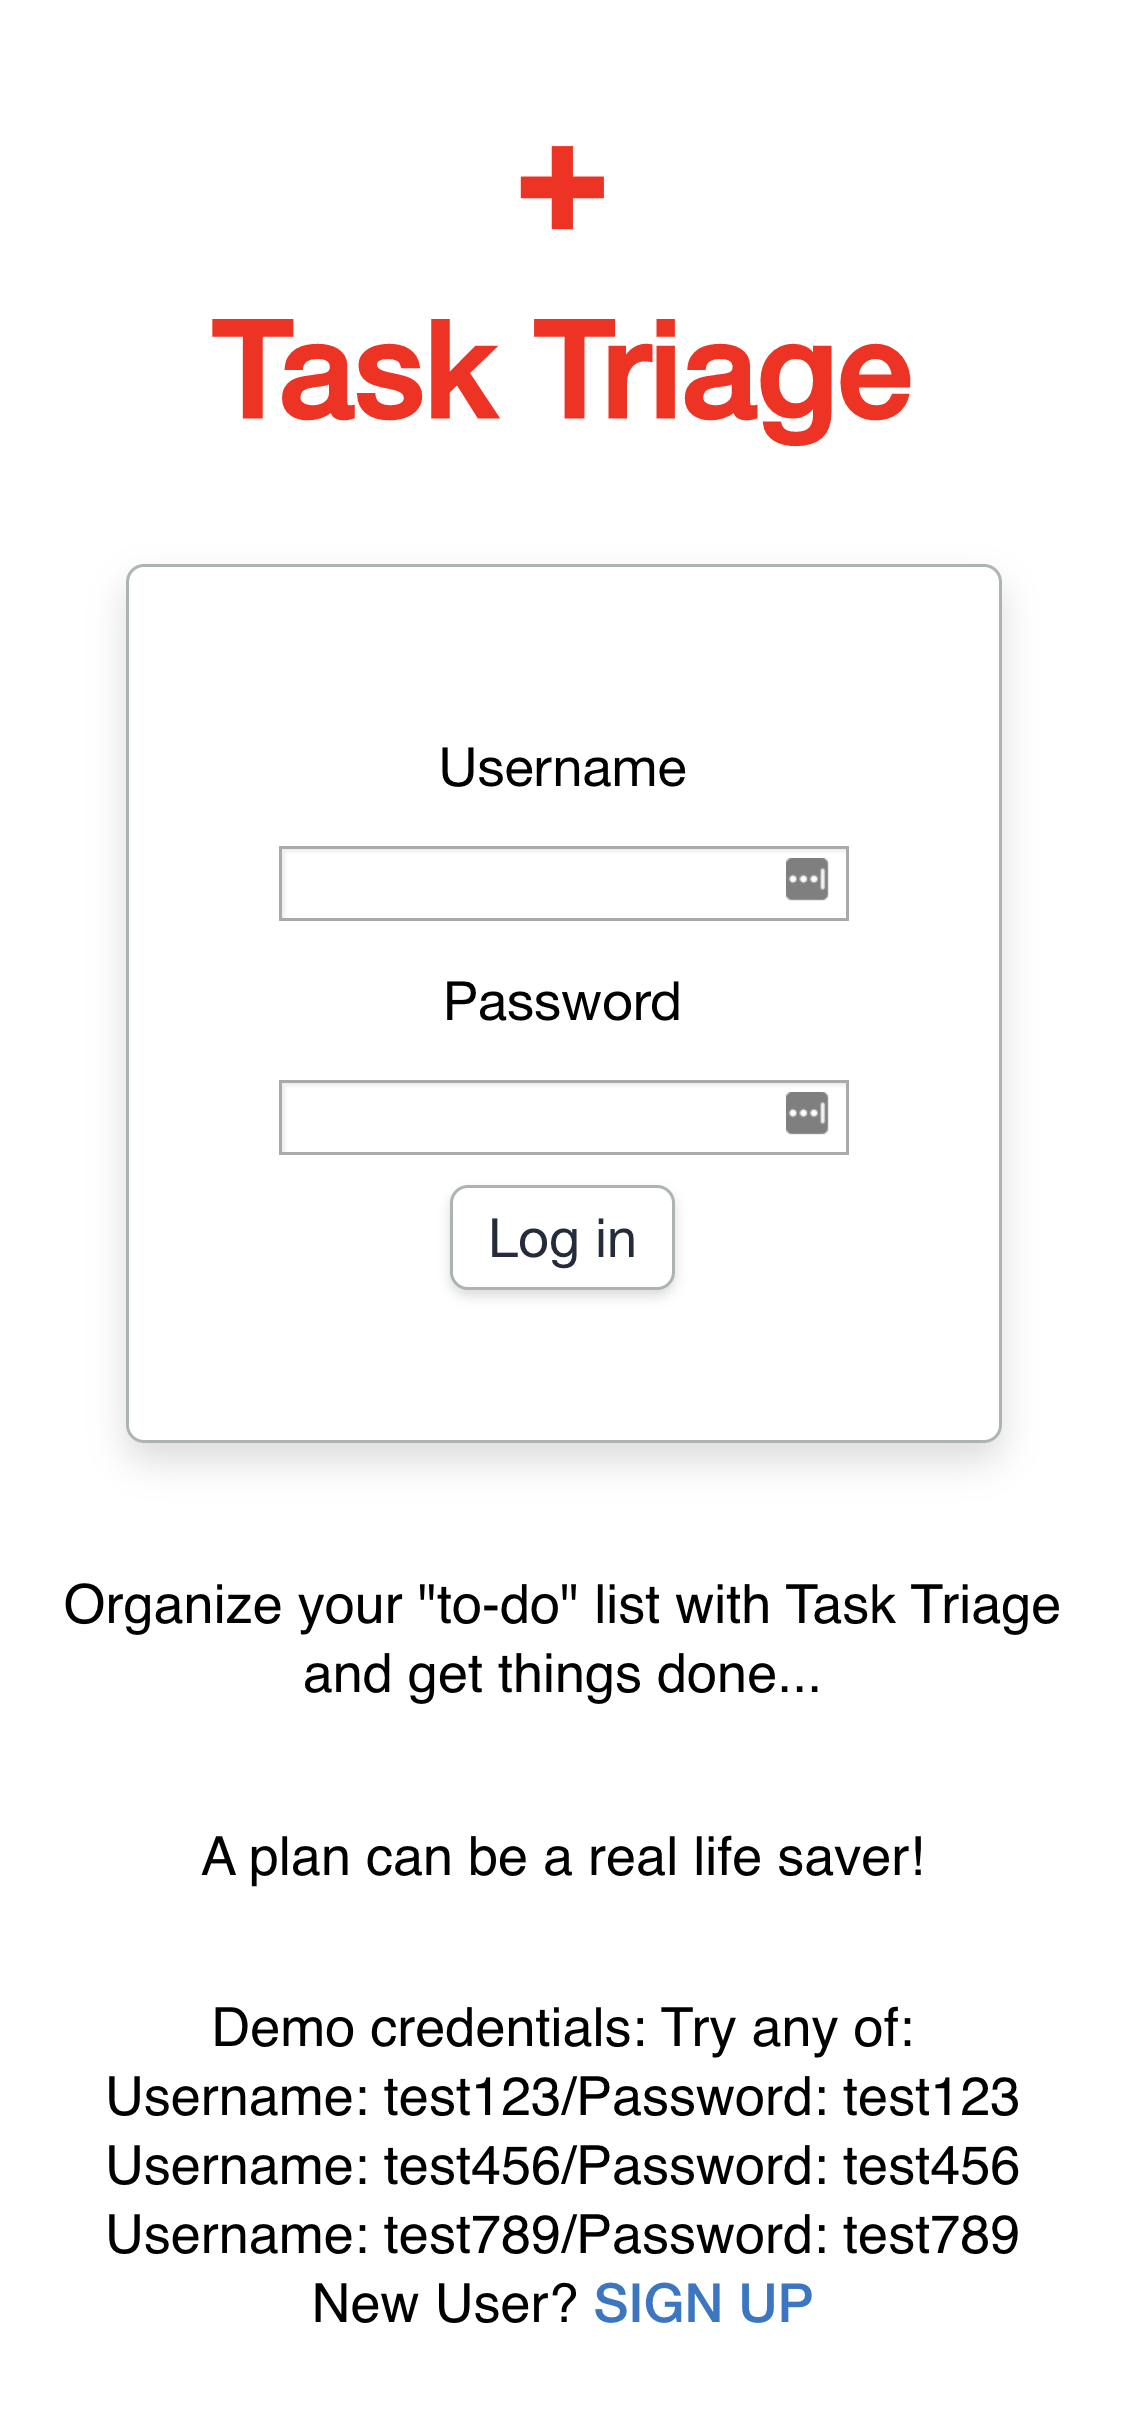 Task Triage
Username
Password
Log in
Organize your "to-do" list with Task Triage
and get things done...
A plan can be a real life saver!
Demo credentials: Try any of:
Username: test123/Password: test123
Username: test456/Password: test456
Username: test789/Password: test789
New User? SIGN UP